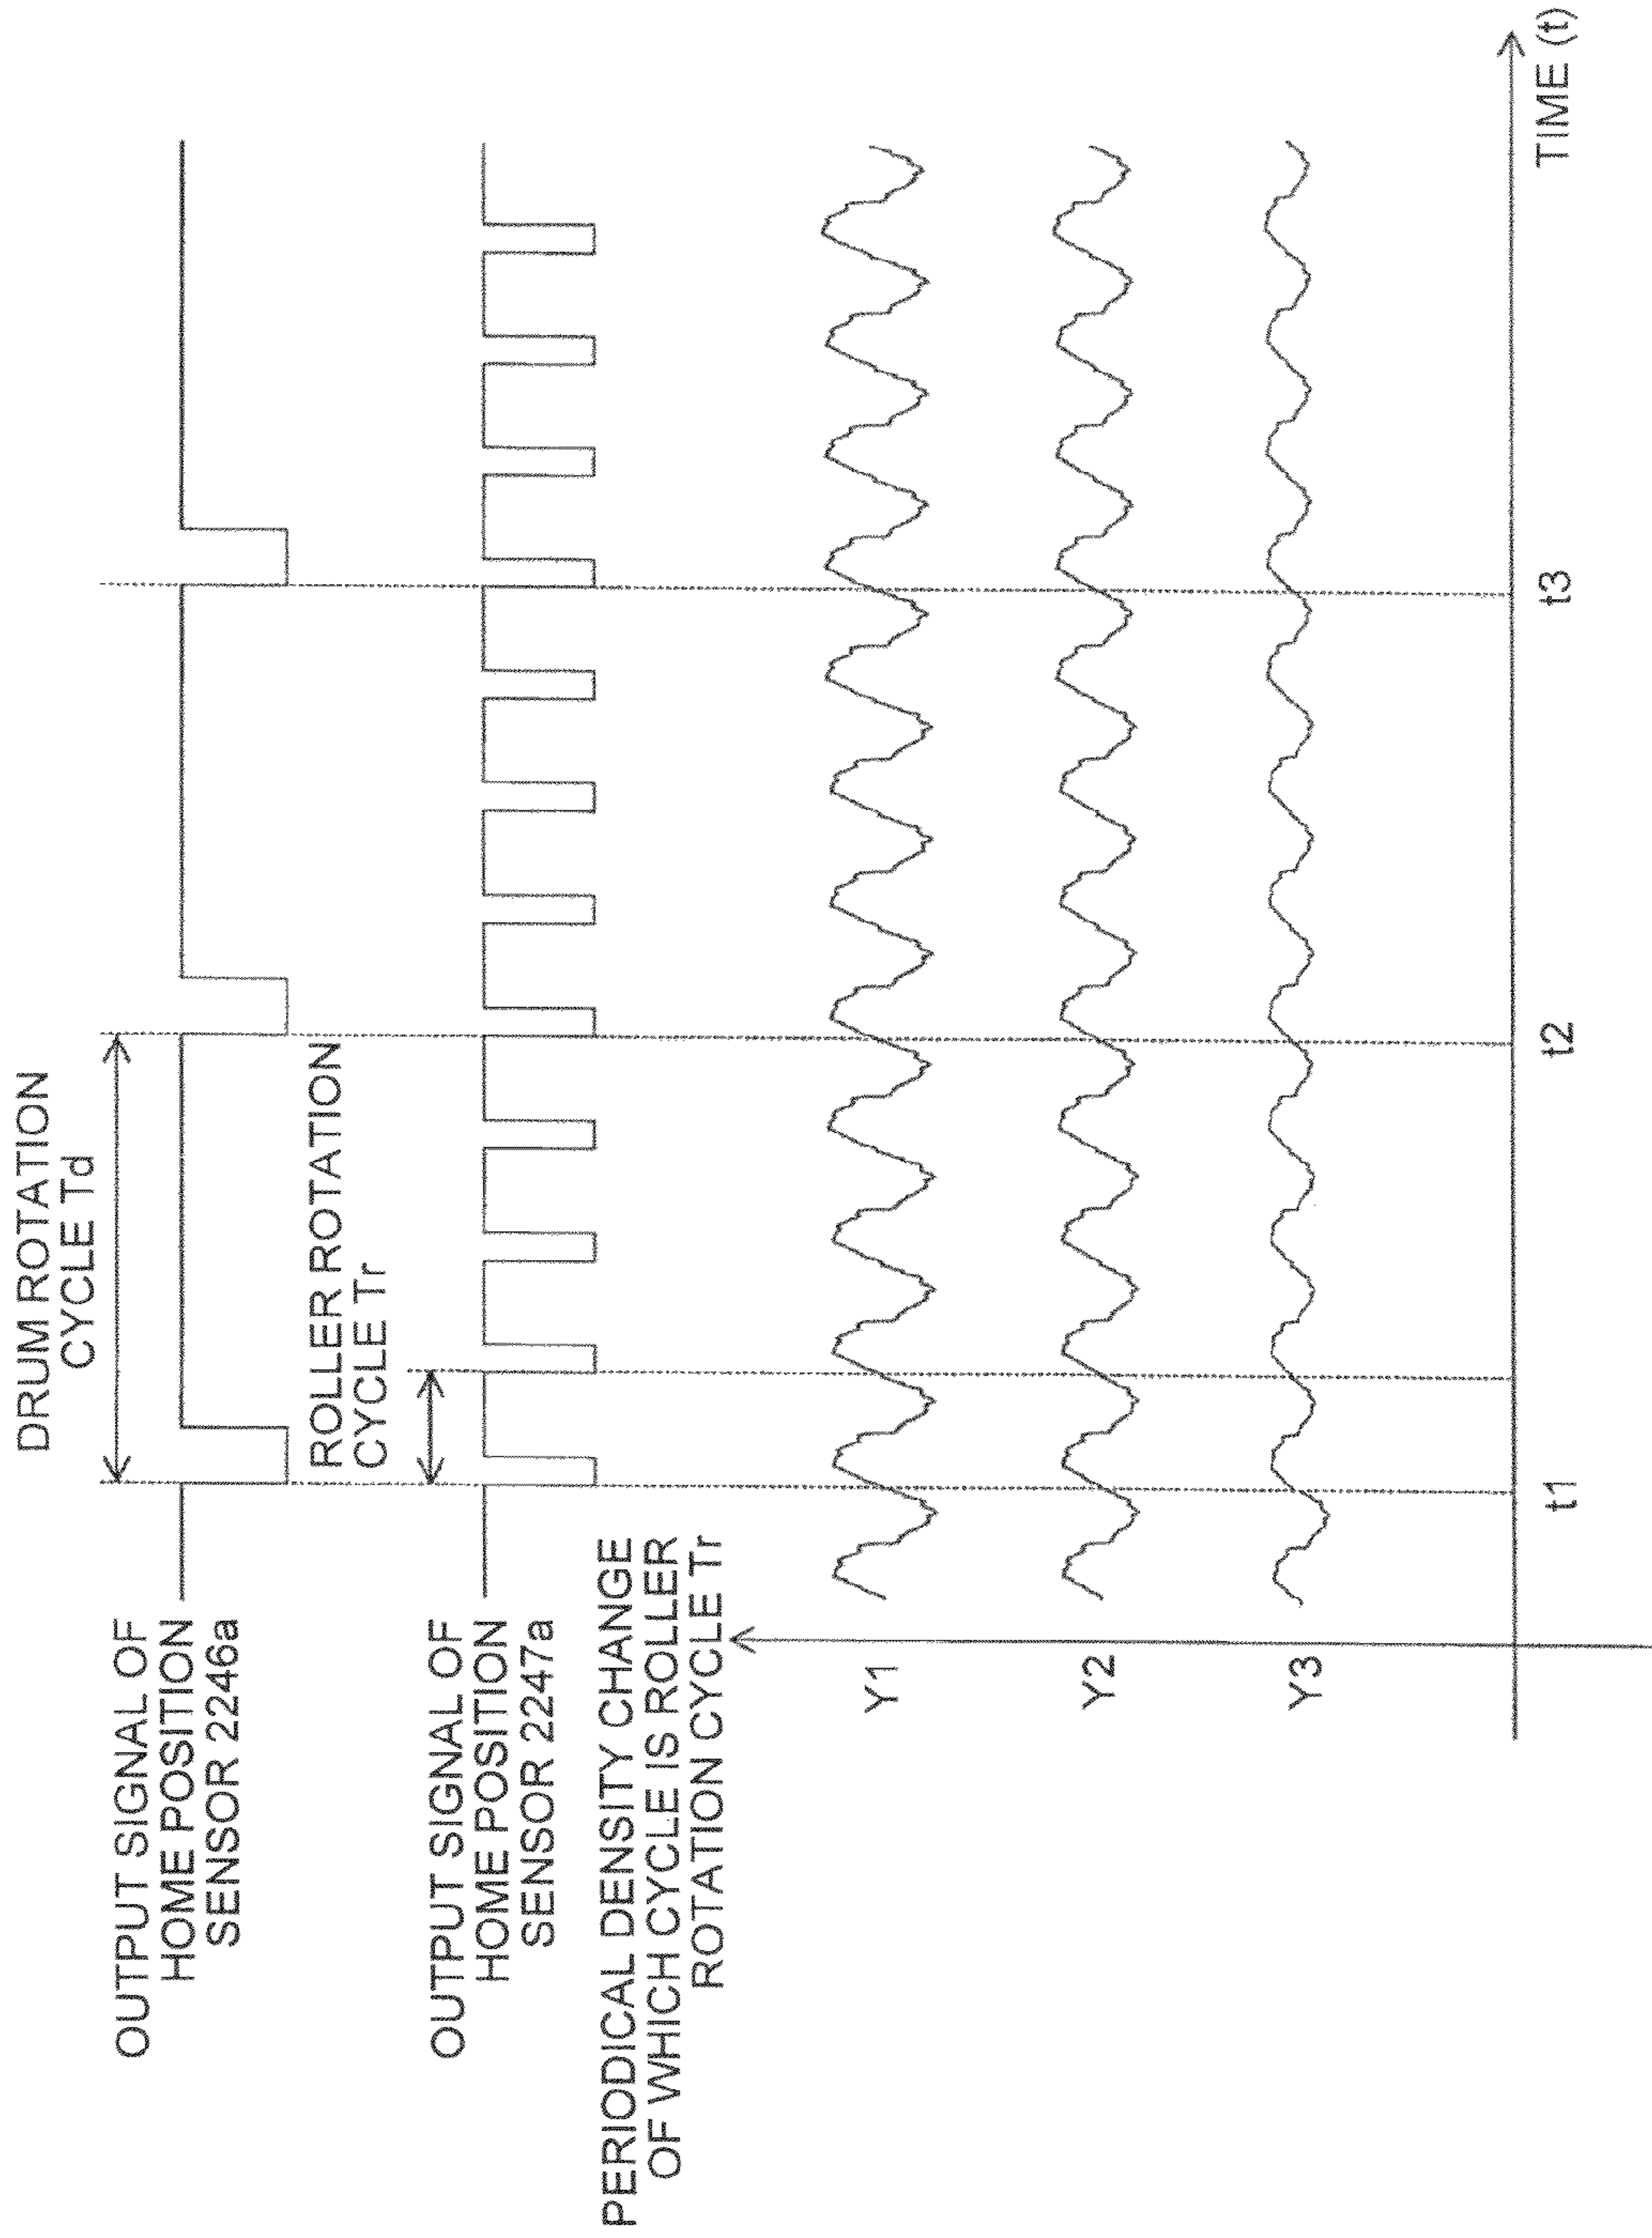 DRUM ROTATION
CYCLE Td
OUTPUT SIGNAL OF
HOME POSITION
SENSOR 2246a
ROLLER ROTATION
CYCLE Tr
OUTPUT SIGNAL OF
HOME POSITION
SENSOR 2247a
PERIODICAL DENSITY CHANGE
OF WHICH CYCLE IS ROLLER
ROTATION CYCLE Tr
Y1
Y2
Y3
t1
t2
t3
TIME (t)